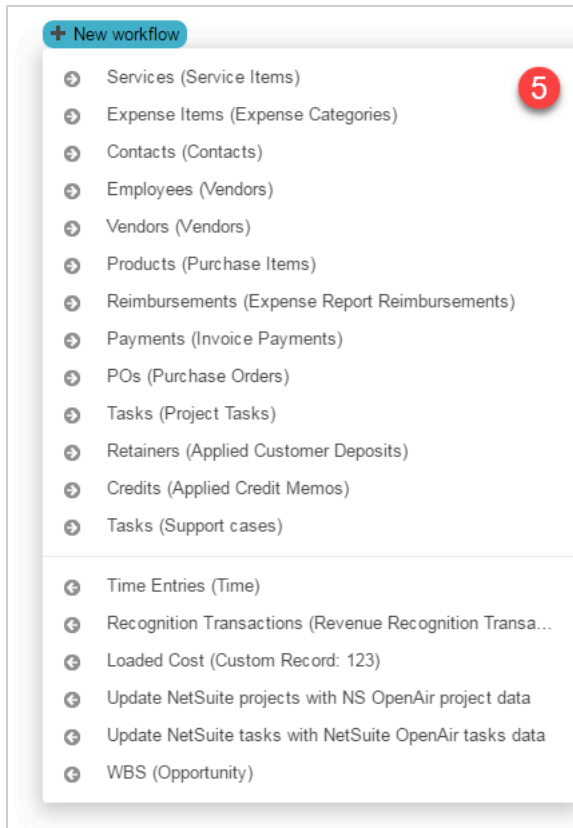 New workflow
5
Services (Service Items)
Expense Items (Expense Categories)
Contacts (Contacts)
Employees (Vendors)
Vendors (Vendors)
Products (Purchase Items)
Reimbursements (Expense Report Reimbursements)
Payments (Invoice Payments)
POs (Purchase Orders)
Tasks (Project Tasks)
Retainers (Applied Customer Deposits)
Credits (Applied Credit Memos)
Tasks (Support cases)
Time Entries (Time)
Recognition Transactions (Revenue Recognition Transa...
Loaded Cost (Custom Record: 123)
Update NetSuite projects with NS OpenAir project data
Update NetSuite tasks with NetSuite OpenAir tasks data
WBS (Opportunity)